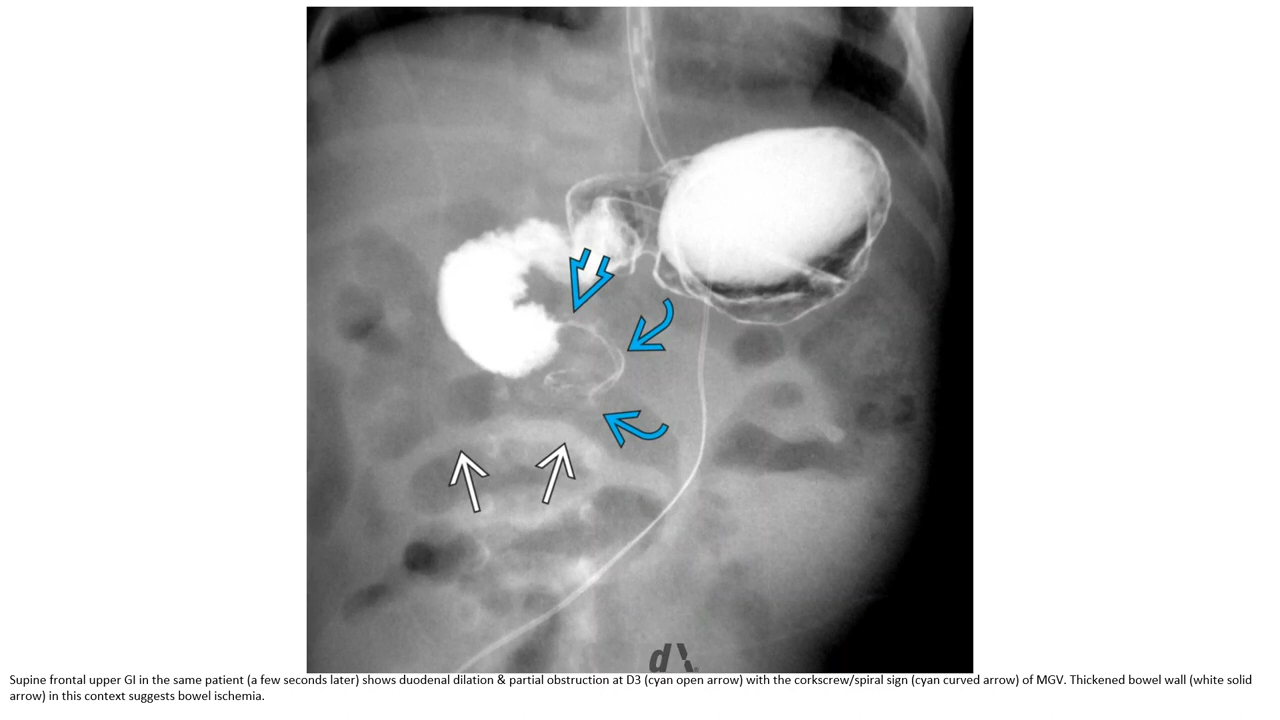 Supine frontal upper GI in the same patient (a few seconds later) shows duodenal dilation & partial obstruction at D3 (cyan open arrow) with the corkscrew/spiral sign (cyan curved arrow) of MGV. Thickened bowel wall (white solid
arrow) in this context suggests bowel ischemia.